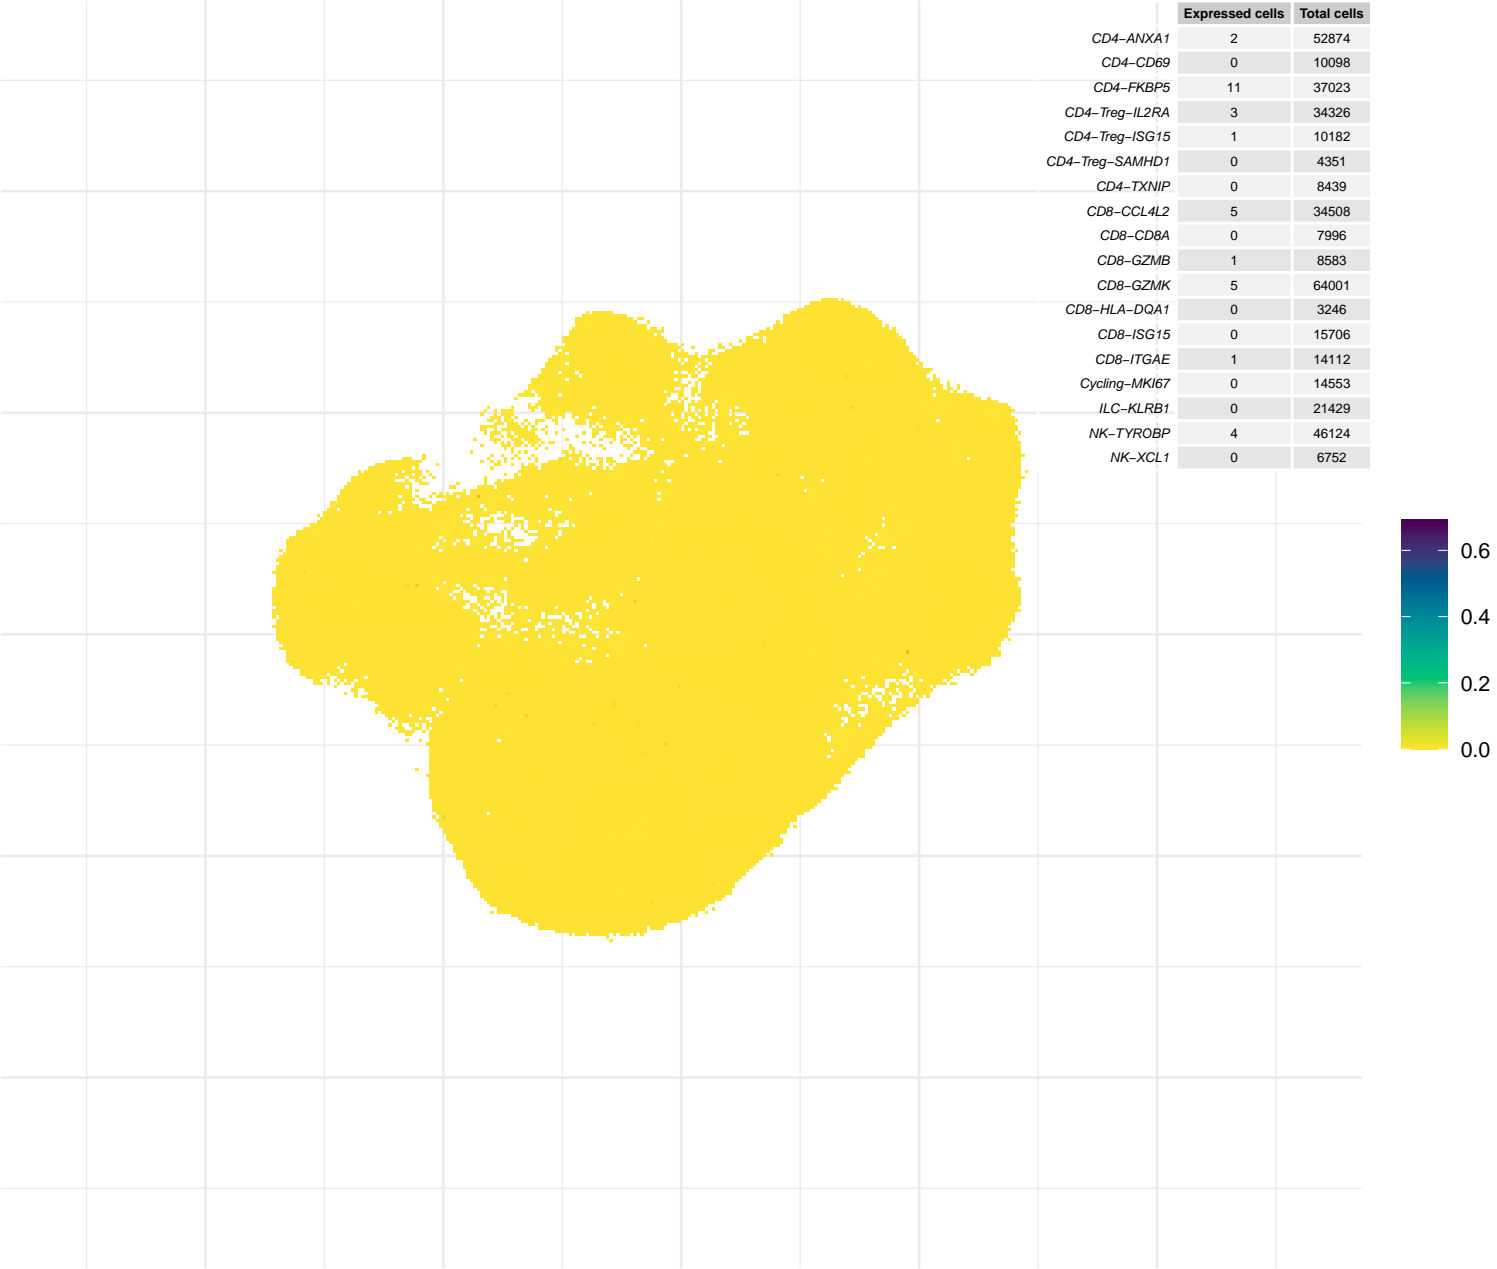 Expressed cells Total cells
CD4−ANXA1 2 52874
CD4−CD69 0 10098
CD4−FKBP5 11 37023
CD4−Treg−IL2RA 3 34326
CD4−Treg−ISG15 1 10182
CD4−Treg−SAMHD1 0 4351
CD4−TXNIP 0 8439
CD8−CCL4L2 5 34508
CD8−CD8A 0 7996
CD8−GZMB 1 8583
CD8−GZMK 5 64001
CD8−HLA−DQA1 0 3246
CD8−ISG15 0 15706
CD8−ITGAE 1 14112
Cycling−MKI67 0 14553
ILC−KLRB1 0 21429
NK−TYROBP 4 46124
NK−XCL1 0 6752
0.6
0.4
0.2
0.0